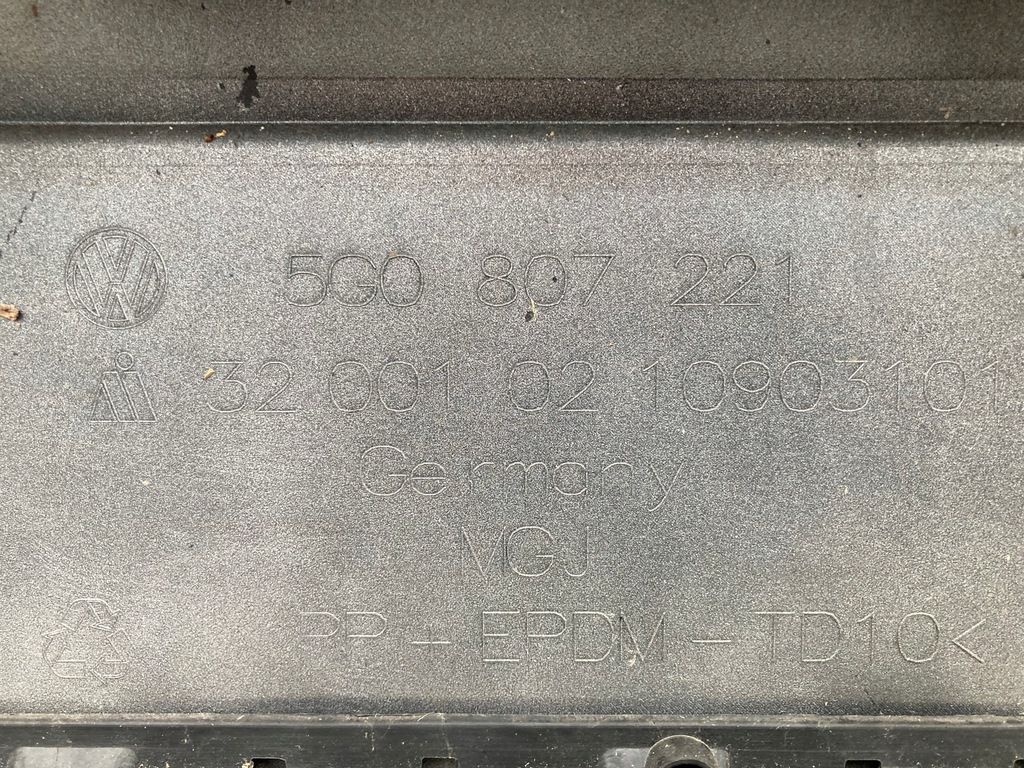 5G0 807 221
32 001 02 10903101
Germany
MGJ
PP + EPDM - TD10<